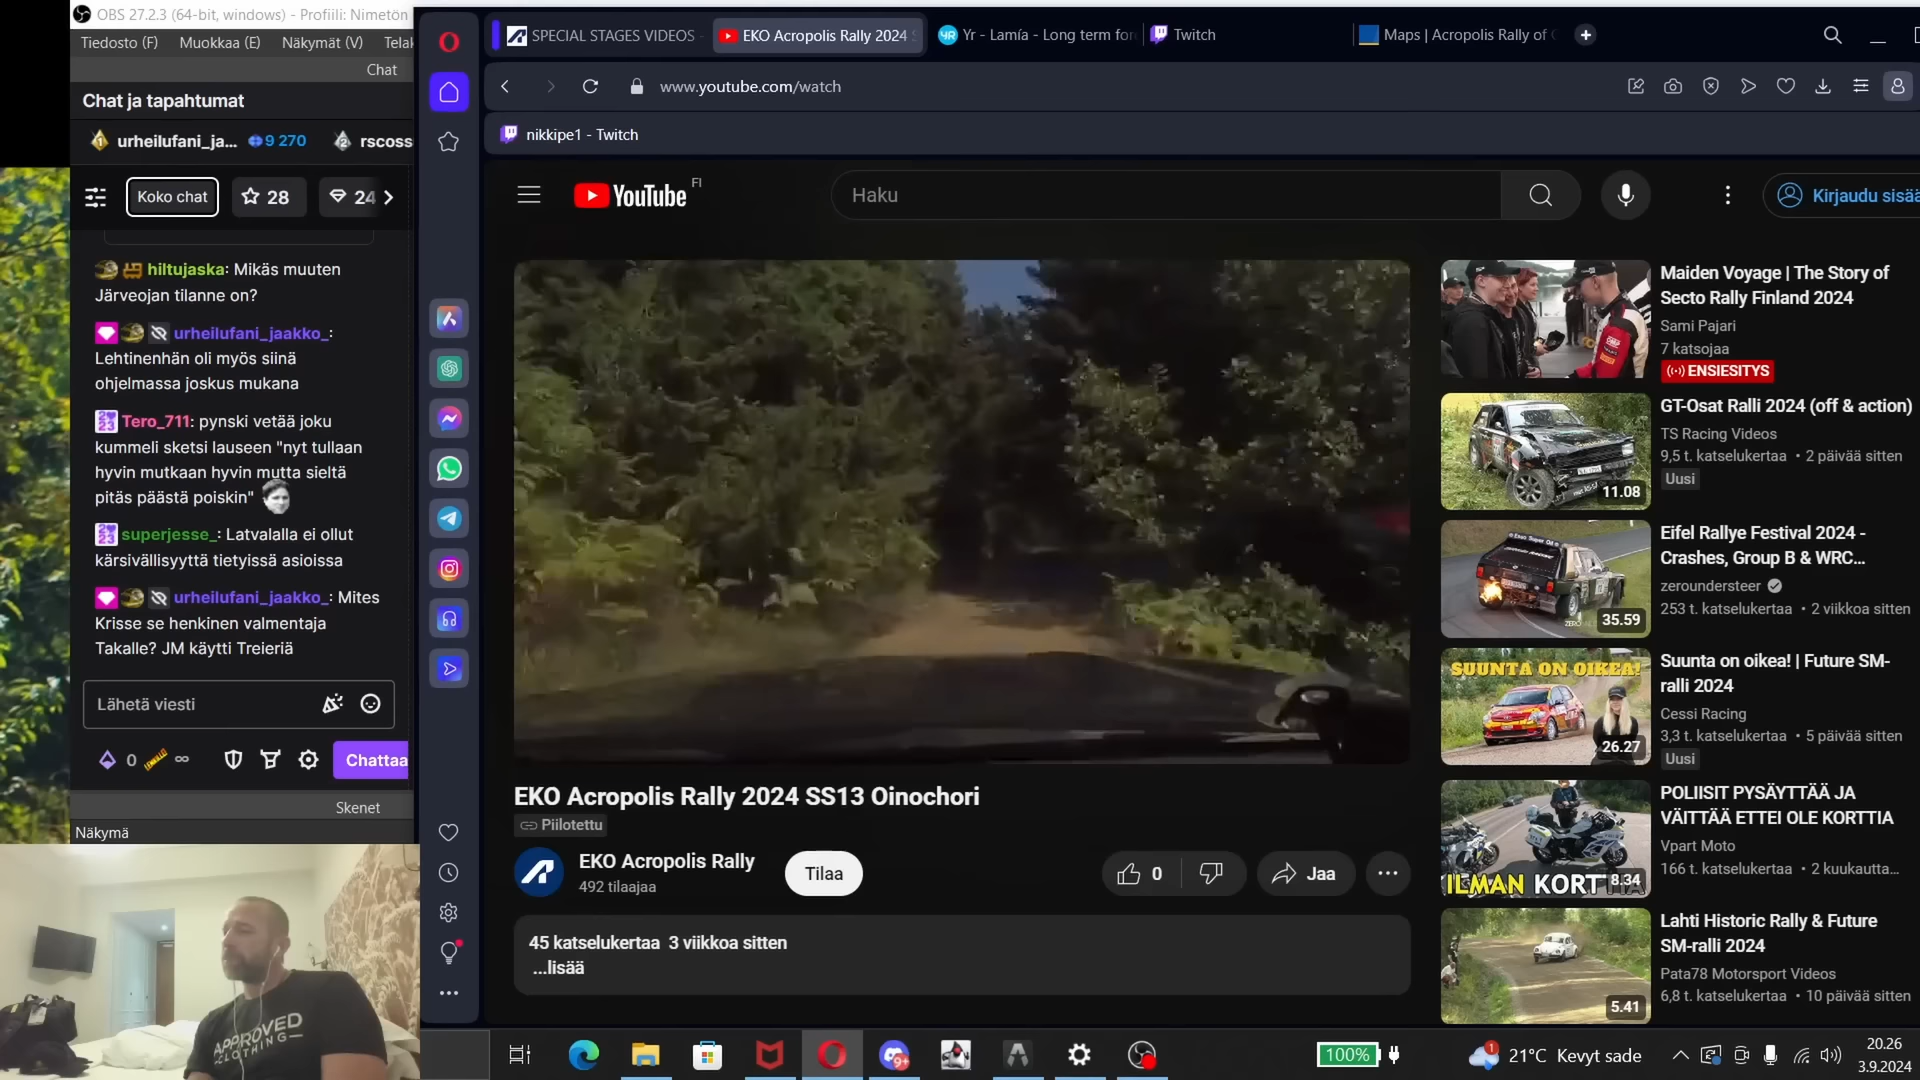 OBS 27.2.3 (64-bit, windows) - Profiili: Nimetön
Tiedosto (F) Muokkaa (E) Näkymät (V) Telak
Chat
Chat ja tapahtumat
urheilufani_ja... 9 270 rscoss
Koko chat 28 24
hiltujaska: Mikäs muuten
Järveojan tilanne on?
urheilufani_jaakko_:
Lehtinenhän oli myös siinä
ohjelmassa joskus mukana
Tero_711: pynski vetää joku
kummeli sketsi lauseen "nyt tullaan
hyvin mutkaan hyvin mutta sieltä
pitäs päästä poiskin"
superjesse_: Latvalalla ei ollut
kärsivällisyyttä tietyissä asioissa
urheilufani_jaakko_: Mites
Krisse se henkinen valmentaja
Takalle? JM käytti Treieriä
Lähetä viesti
0 ∞ Chattaa
Skenet
Näkymä
APPROVED
CLOTHING
SPECIAL STAGES VIDEOS -
EKO Acropolis Rally 2024 S
Yr - Lamía - Long term for
Twitch
Maps | Acropolis Rally of
www.youtube.com/watch
nikkipe1 - Twitch
YouTube FI
Haku
Kirjaudu sisää
EKO Acropolis Rally 2024 SS13 Oinochori
Piilotettu
EKO Acropolis Rally
492 tilaajaa
Tilaa
0
Jaa
45 katselukertaa 3 viikkoa sitten
...lisää
Maiden Voyage | The Story of
Secto Rally Finland 2024
Sami Pajari
7 katsojaa
ENSIESITYS
GT-Osat Ralli 2024 (off & action)
TS Racing Videos
9,5 t. katselukertaa • 2 päivää sitten
Uusi
11.08
Eifel Rallye Festival 2024 -
Crashes, Group B & WRC...
zeroundersteer
253 t. katselukertaa • 2 viikkoa sitten
35.59
SUUNTA ON OIKEA!
Suunta on oikea! | Future SM-
ralli 2024
Cessi Racing
3,3 t. katselukertaa • 5 päivää sitten
Uusi
26.27
POLIISIT PYSÄYTTÄÄ JA
VÄITTÄÄ ETTEI OLE KORTTIA
Vpart Moto
166 t. katselukertaa • 2 kuukautta...
ILMAN KORTTIA
8.34
Lahti Historic Rally & Future
SM-ralli 2024
Pata78 Motorsport Videos
6,8 t. katselukertaa • 10 päivää sitten
5.41
9+
100%
1
21°C Kevyt sade
20.26
3.9.2024